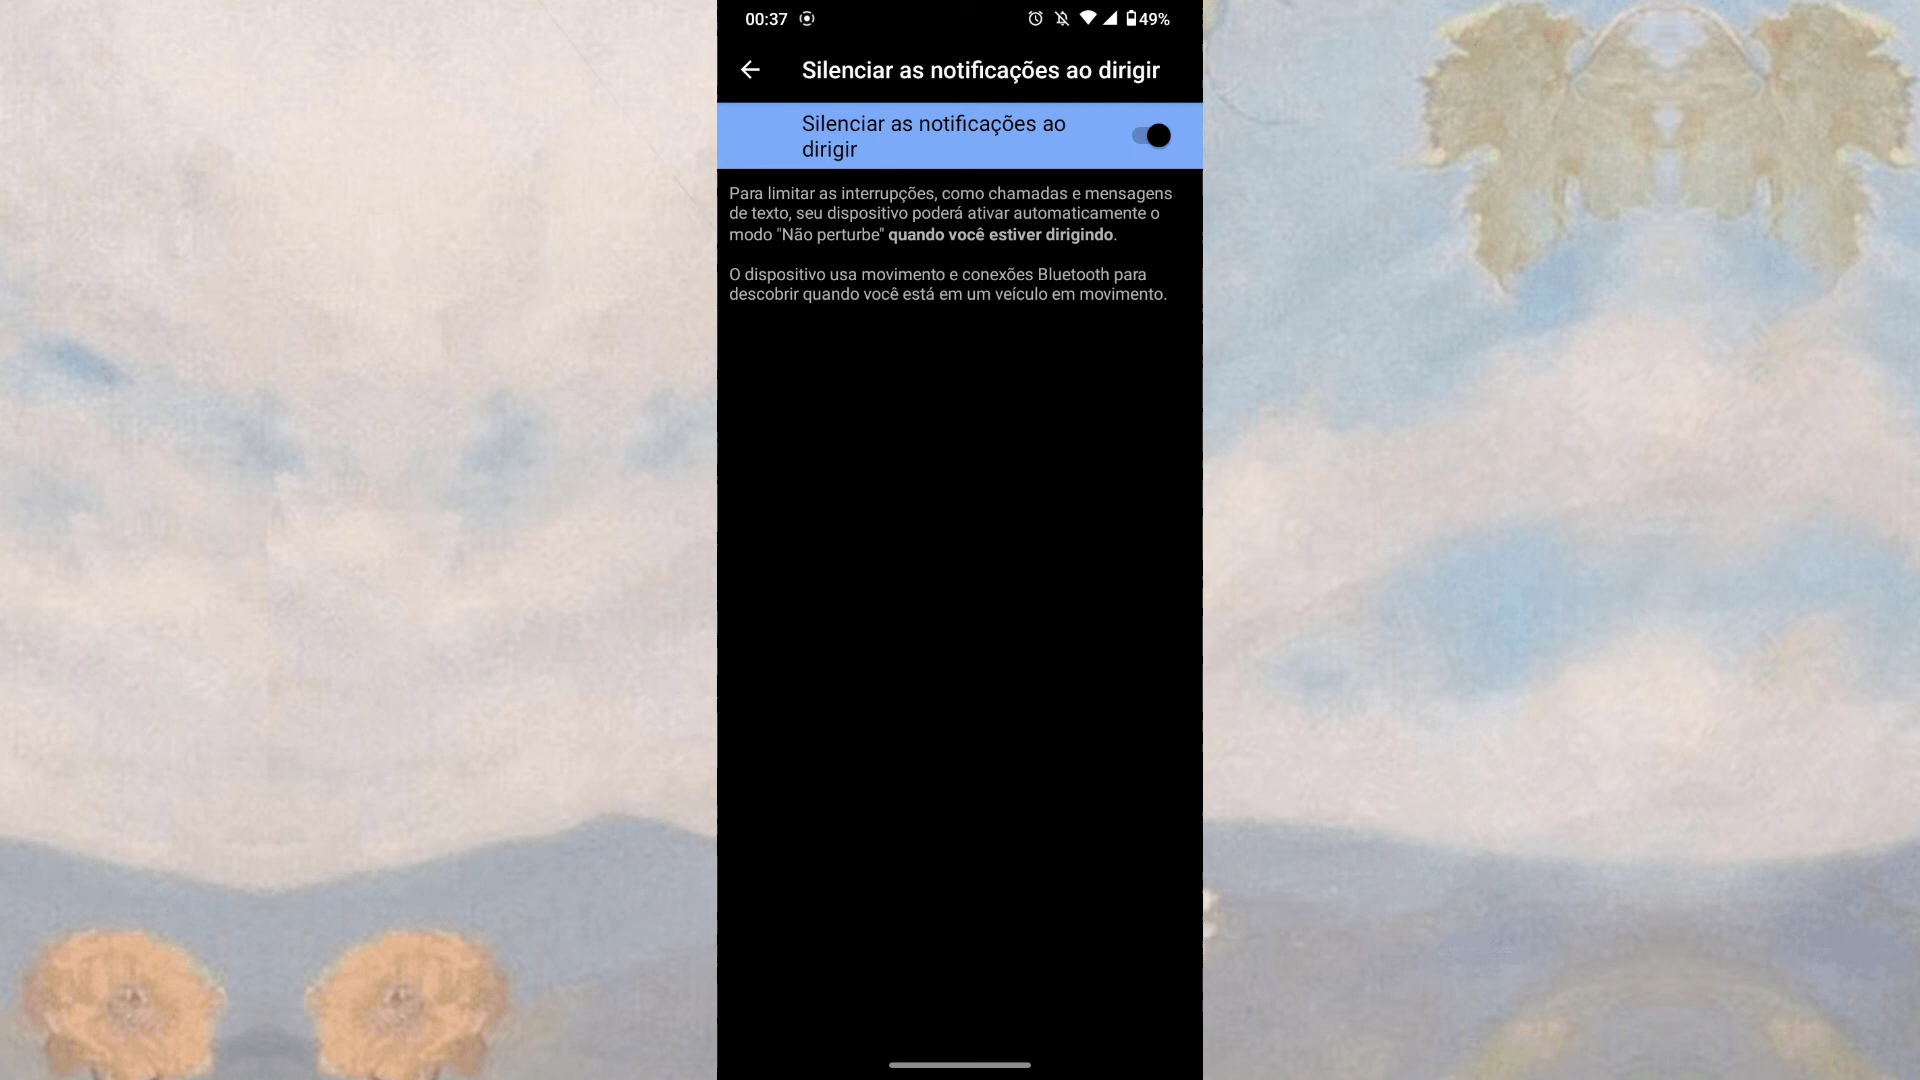 00:37
49%
Silenciar as notificações ao dirigir
Silenciar as notificações ao
dirigir
Para limitar as interrupções, como chamadas e mensagens
de texto, seu dispositivo poderá ativar automaticamente o
modo "Não perturbe" quando você estiver dirigindo.
O dispositivo usa movimento e conexões Bluetooth para
descobrir quando você está em um veículo em movimento.